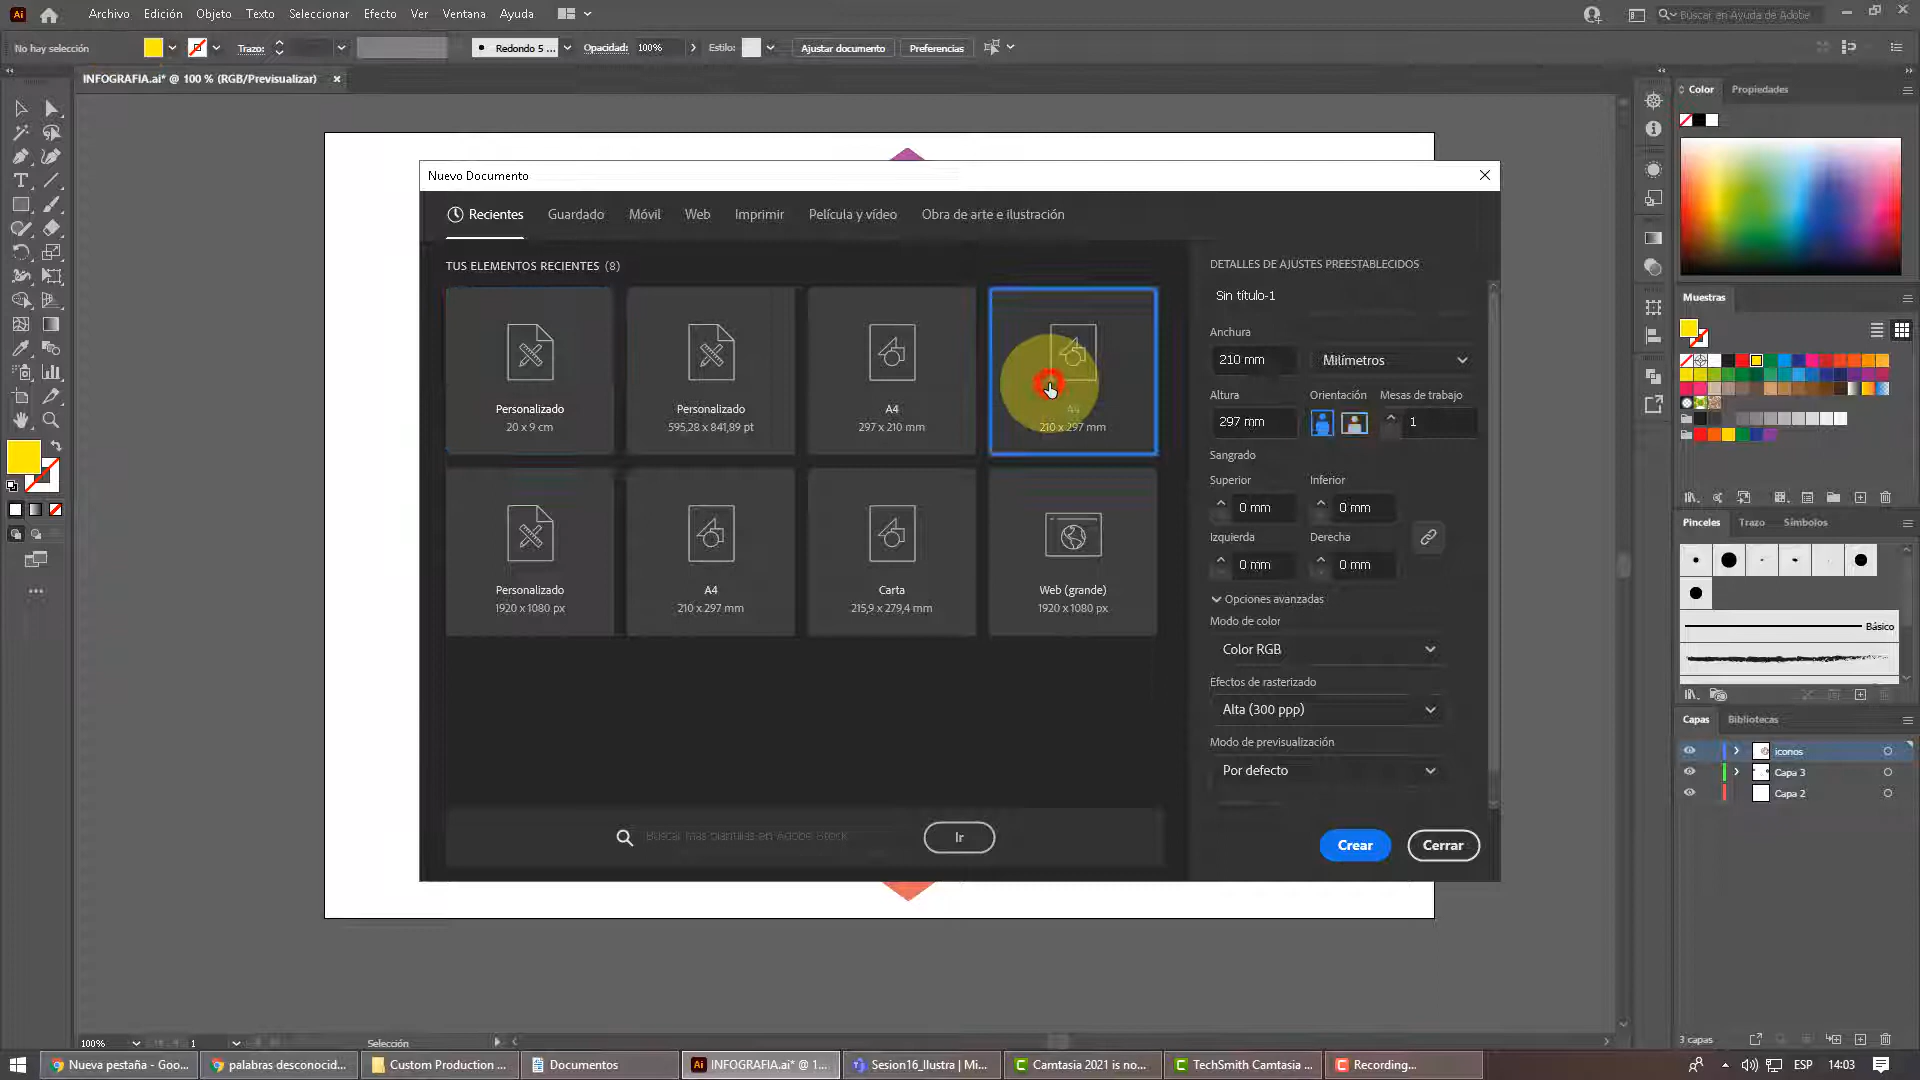 Ai Archivo Edición Objeto Texto Seleccionar Efecto Ver Ventana Ayuda Buscar en Ayuda de Adobe
No hay selección Trazo: Redondo 5 ... Opacidad: 100% Estilo: Ajustar documento Preferencias
INFOGRAFIA.ai* @ 100 % (RGB/Previsualizar)
Color Propiedades
Nuevo Documento
Recientes Guardado Móvil Web Imprimir Película y vídeo Obra de arte e ilustración
TUS ELEMENTOS RECIENTES (8)
Personalizado
20 x 9 cm
Personalizado
595,28 x 841,89 pt
A4
297 x 210 mm
A4
210 x 297 mm
Personalizado
1920 x 1080 px
A4
210 x 297 mm
Carta
215,9 x 279,4 mm
Web (grande)
1920 x 1080 px
Buscar más plantillas en Adobe Stock
Ir
DETALLES DE AJUSTES PREESTABLECIDOS
Sin título-1
Anchura
210 mm Milímetros
Altura Orientación Mesas de trabajo
297 mm 1
Sangrado
Superior Inferior
0 mm 0 mm
Izquierda Derecha
0 mm 0 mm
Opciones avanzadas
Modo de color
Color RGB
Efectos de rasterizado
Alta (300 ppp)
Modo de previsualización
Por defecto
Crear Cerrar
Muestras
Pinceles Trazo Símbolos
Básico
Capas Bibliotecas
iconos
Capa 3
Capa 2
3 capas
100% 1 Selección
Nueva pestaña - Goo... palabras desconocid... Custom Production ... Documentos INFOGRAFIA.ai* @ 1... Sesion16_Ilustra | Mi... Camtasia 2021 is no... TechSmith Camtasia ... Recording... ESP 14:03